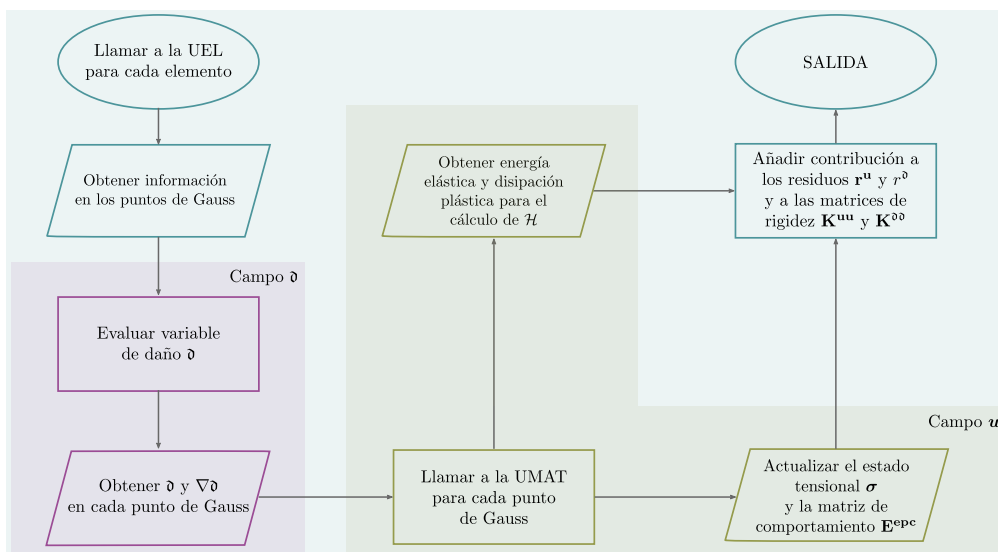 Llamar a la UEL
para cada elemento
Obtener información
en los puntos de Gauss
Campo 𝔡
Evaluar variable
de daño 𝔡
Obtener 𝔡 y ∇𝔡
en cada punto de Gauss
Obtener energía
elástica y disipación
plástica para el
cálculo de ℋ
Llamar a la UMAT
para cada punto
de Gauss
SALIDA
Añadir contribución a
los residuos 𝐫ᵘ y r^𝔡
y a las matrices de
rigidez 𝐊ᵘᵘ y 𝐊^𝔡𝔡
Campo 𝒖
Actualizar el estado
tensional 𝝈
y la matriz de
comportamiento 𝐄ᵉᵖᶜ